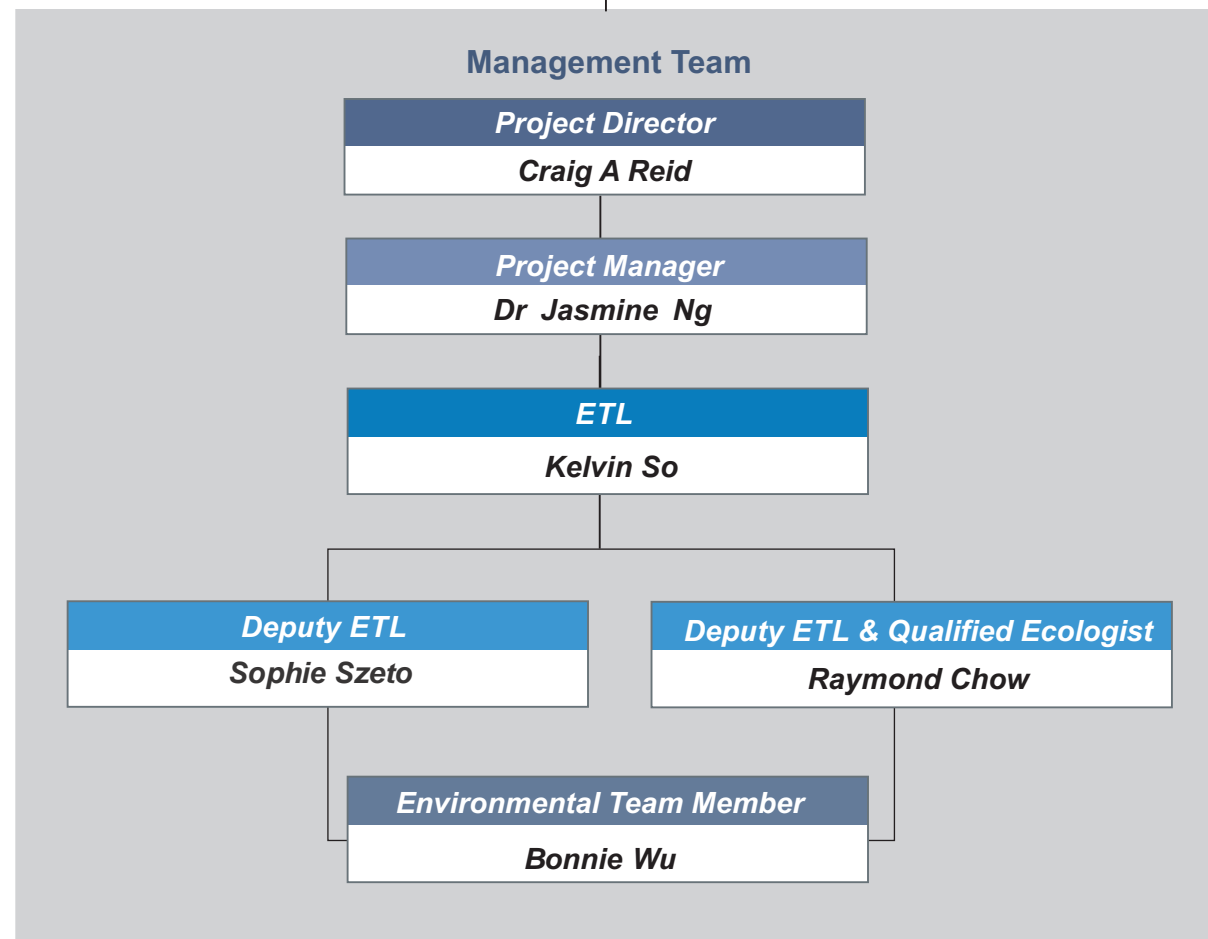 Management Team
Project Director
Craig A Reid
Project Manager
Dr Jasmine Ng
ETL
Kelvin So
Deputy ETL
Sophie Szeto
Deputy ETL & Qualified Ecologist
Raymond Chow
Environmental Team Member
Bonnie Wu